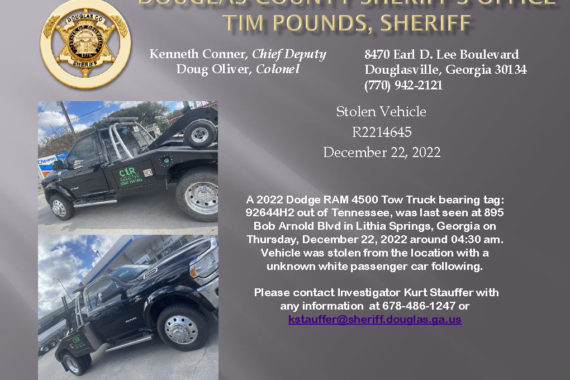 DOUGLAS COUNTY SHERIFF'S OFFICE
TIM POUNDS, SHERIFF
Kenneth Conner, Chief Deputy
Doug Oliver, Colonel
8470 Earl D. Lee Boulevard
Douglasville, Georgia 30134
(770) 942-2121
Stolen Vehicle
R2214645
December 22, 2022
A 2022 Dodge RAM 4500 Tow Truck bearing tag:
92644H2 out of Tennessee, was last seen at 895
Bob Arnold Blvd in Lithia Springs, Georgia on
Thursday, December 22, 2022 around 04:30 am.
Vehicle was stolen from the location with a
unknown white passenger car following.
Please contact Investigator Kurt Stauffer with
any information at 678-486-1247 or
kstauffer@sheriff.douglas.ga.us
DOUGLAS CO
SHERIFF
CTR